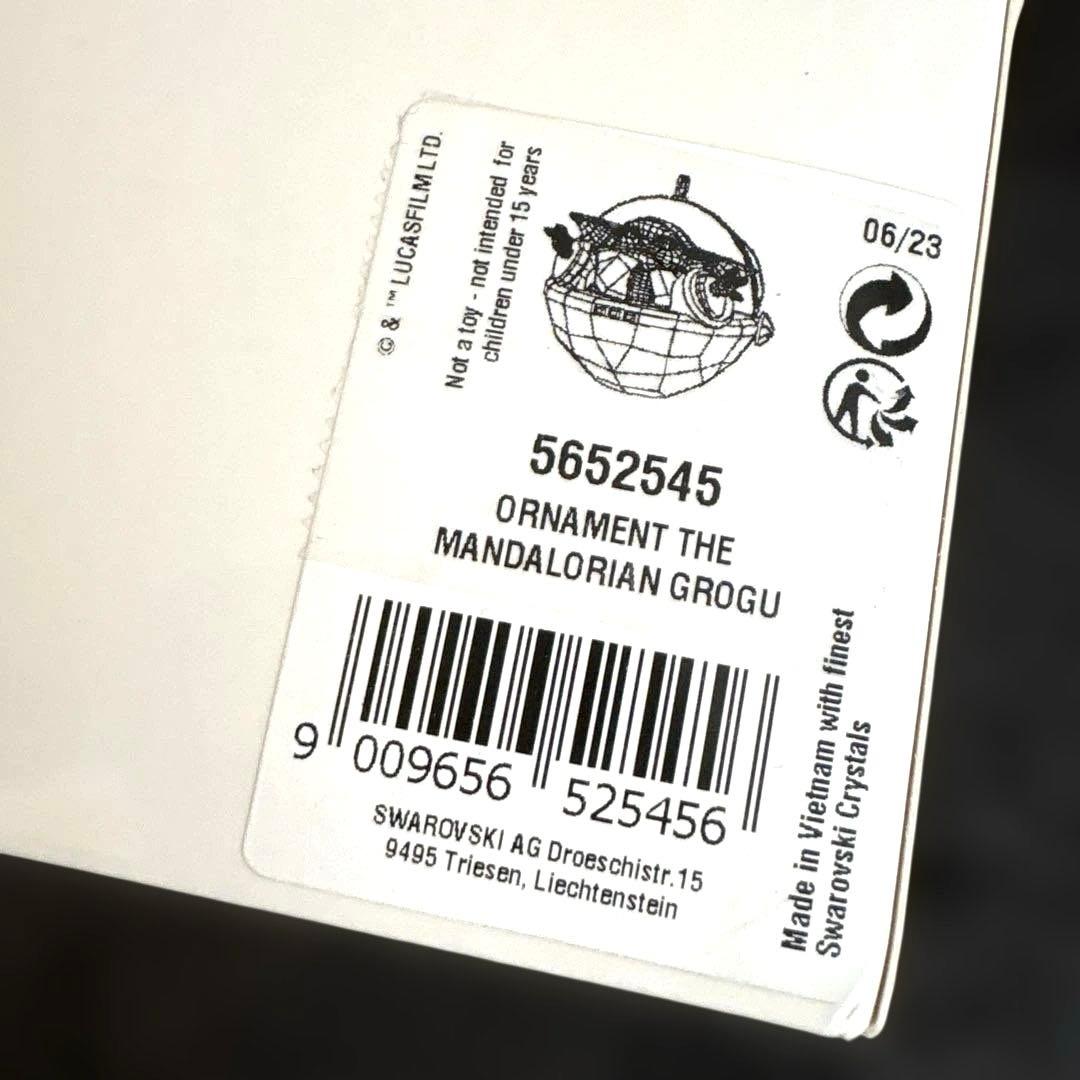 © & ™ LUCASFILM LTD.
Not a toy - not intended for
children under 15 years
06/23
5652545
ORNAMENT THE
MANDALORIAN GROGU
9 009656 525456
SWAROVSKI AG Droeschistr.15
9495 Triesen, Liechtenstein
Made in Vietnam with finest
Swarovski Crystals